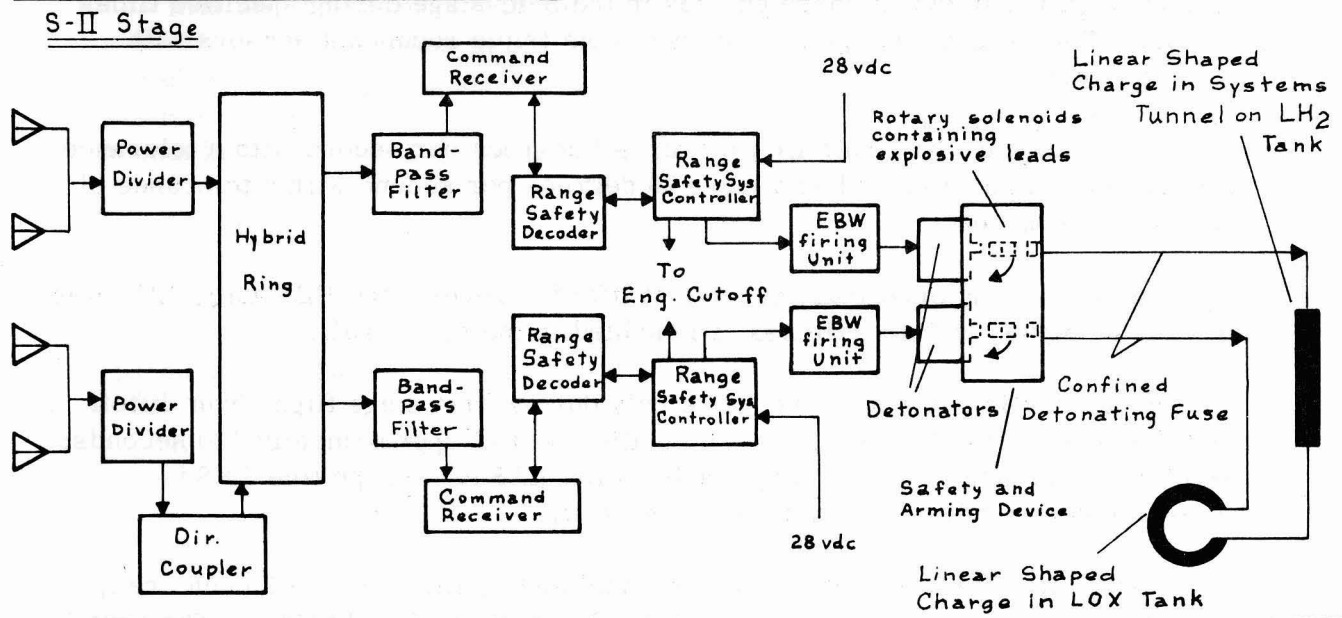 S-II Stage
Command
Receiver
28 vdc
Linear Shaped
Charge in Systems
Tunnel on LH2
Tank
Rotary solenoids
containing
explosive leads
Power
Divider
Band-
pass
Filter
Range
Safety Sys
Controller
Range
Safety
Decoder
Hybrid
Ring
EBW
firing
Unit
To
Eng. Cutoff
EBW
firing
Unit
Range
Safety
Decoder
Power
Divider
Band-
pass
Filter
Range
Safety Sys
Controller
Detonators
Confined
Detonating Fuse
Command
Receiver
Safety and
Arming Device
Dir.
Coupler
28 vdc
Linear Shaped
Charge in LOX Tank